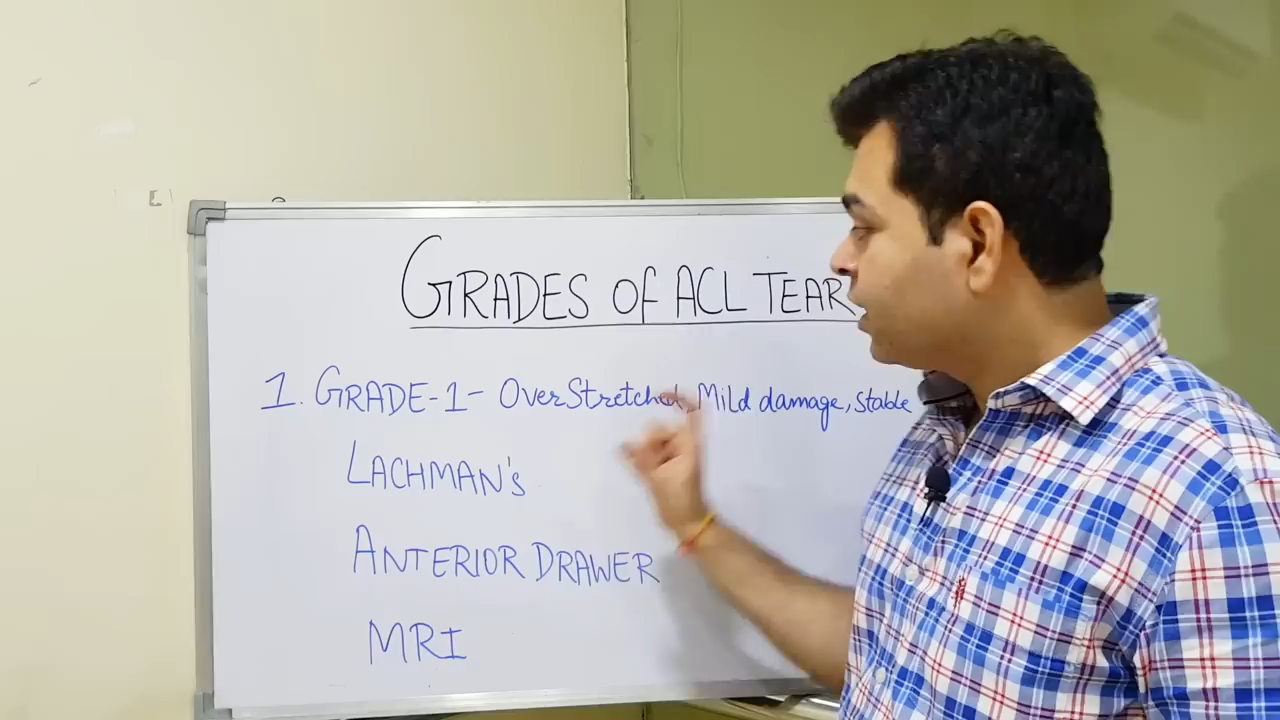 GRADES Of ACL TEAR
1. GRADE-1- OverStretched, Mild damage, stable
LACHMAN's
ANTERIOR DRAWER
MRI